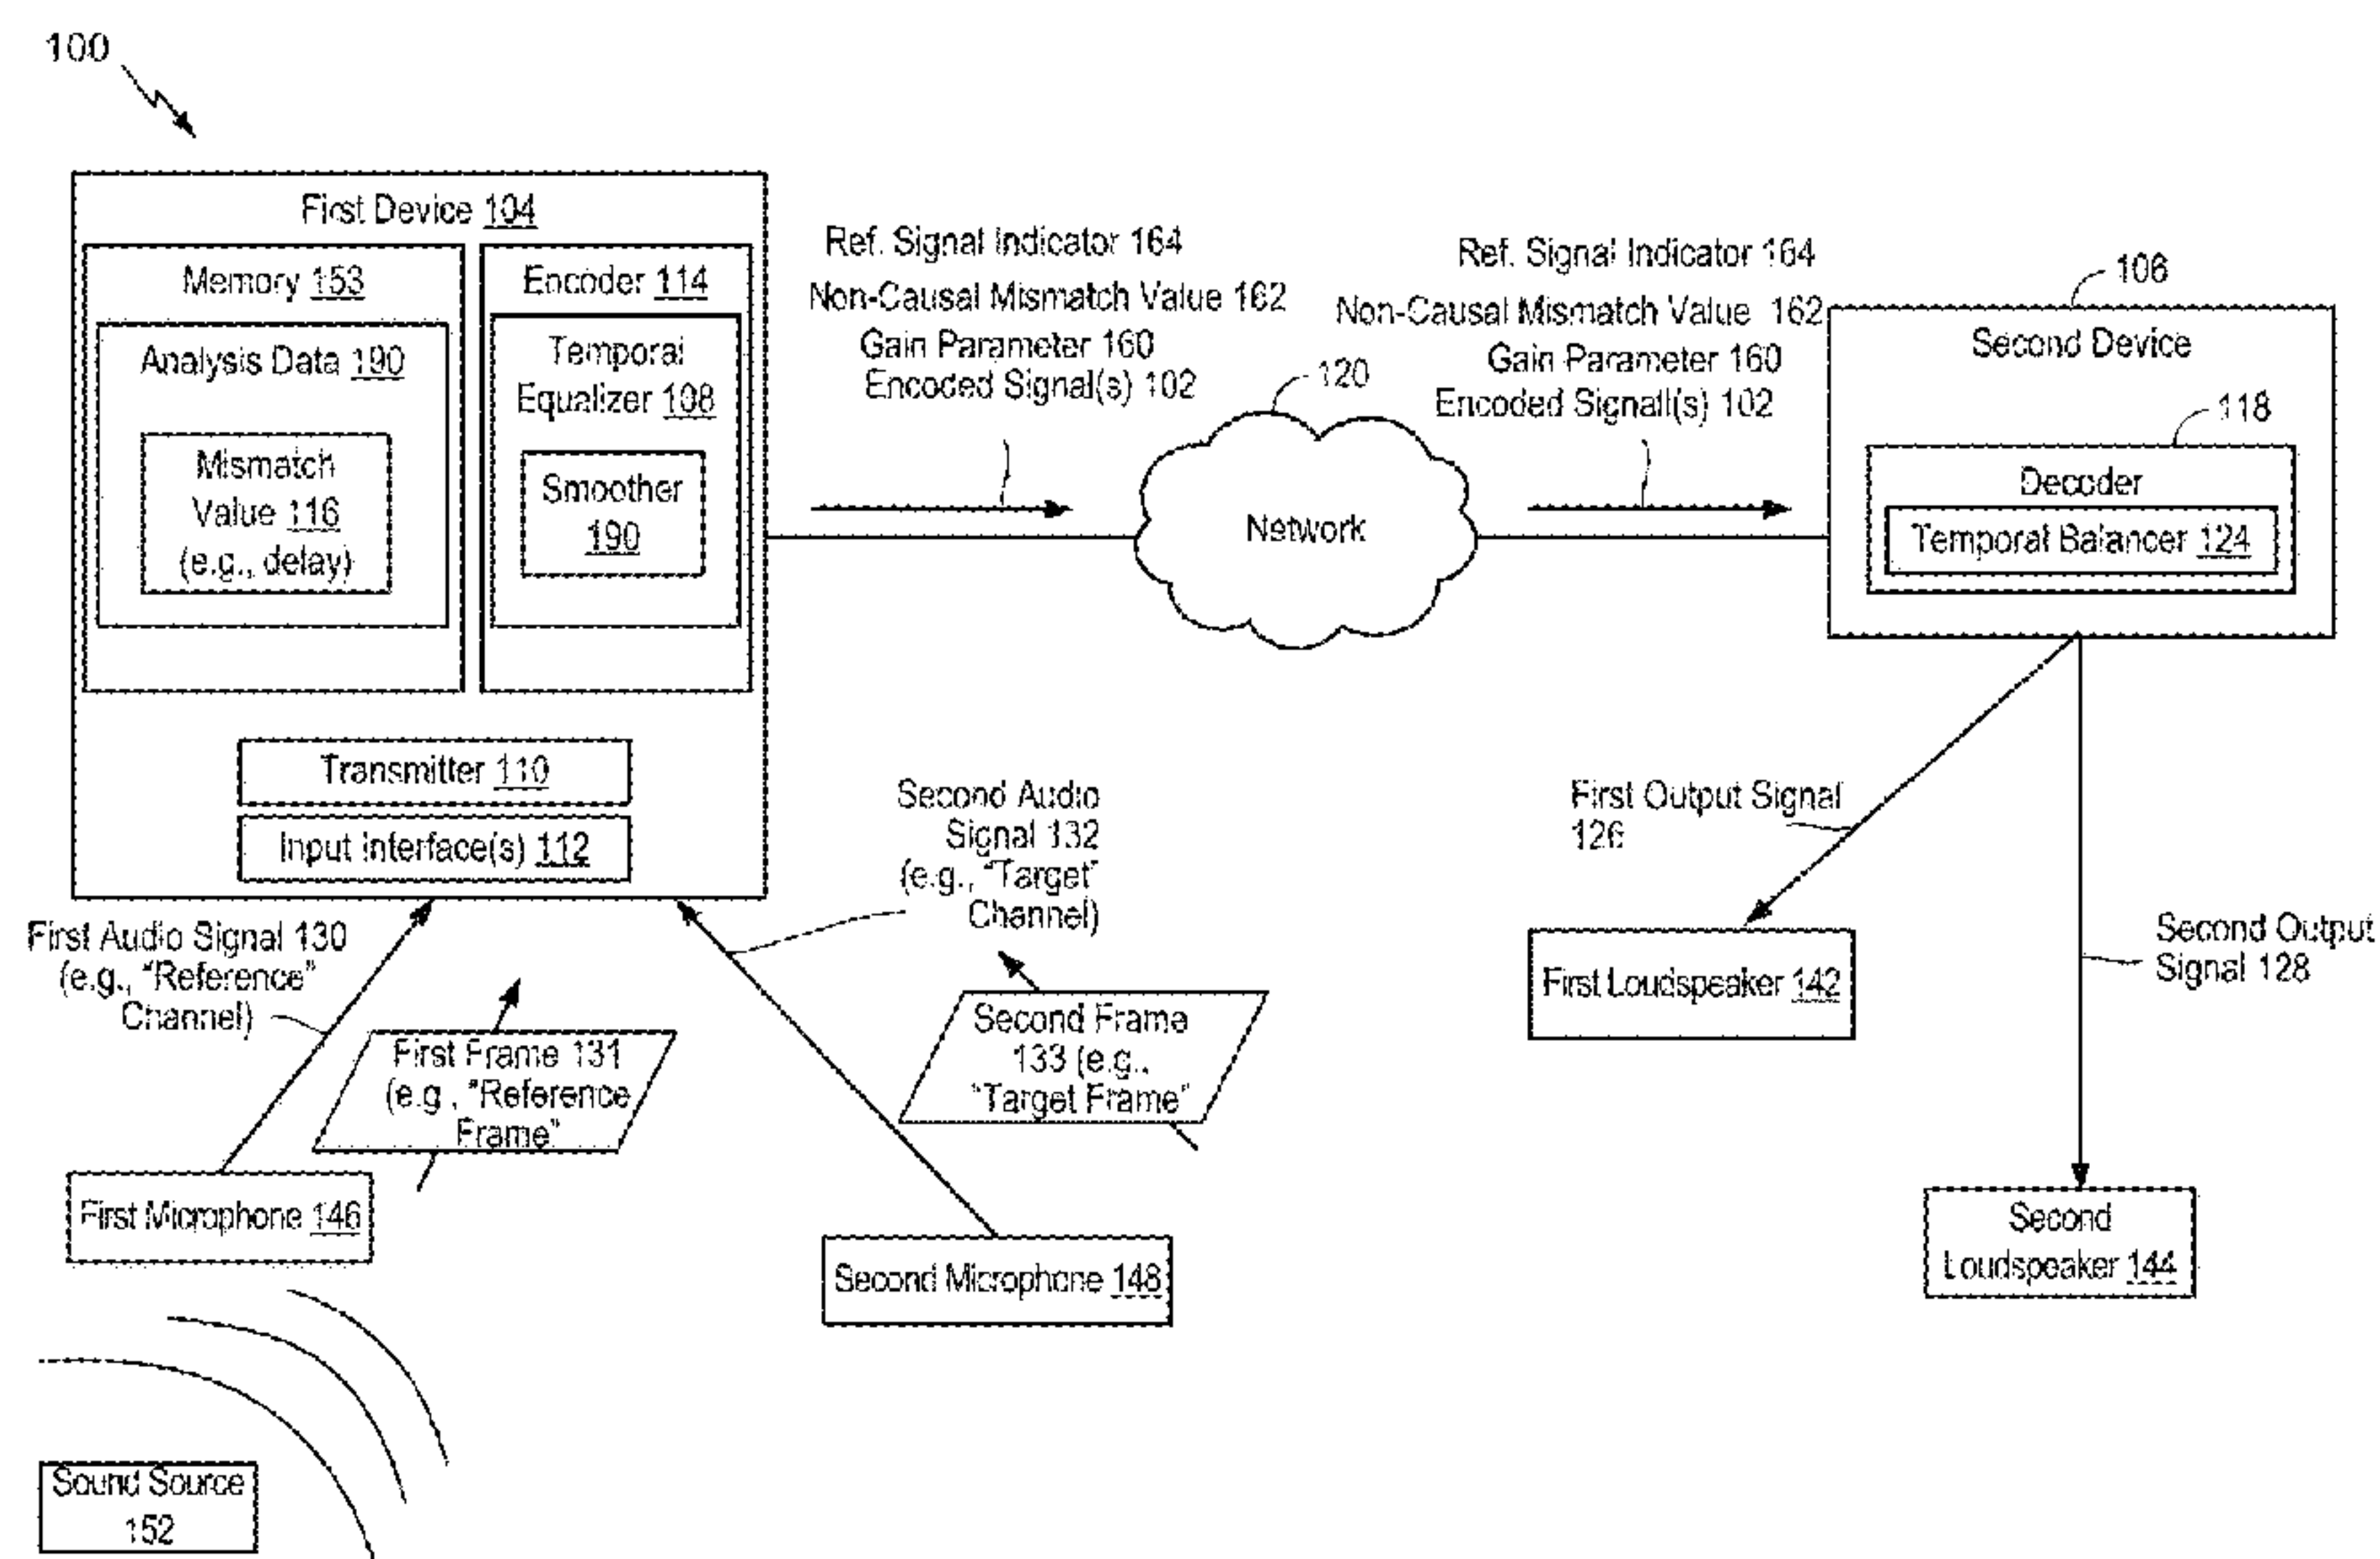 100
First Device 104
Memory 153
Analysis Data 190
Mismatch
Value 116
(e.g., delay)
Encoder 114
Temporal
Equalizer 108
Smoother
190
Transmitter 110
Input interface(s) 112
Ref. Signal Indicator 164
Non-Causal Mismatch Value 162
Gain Parameter 160
Encoded Signal(s) 102
120
Network
Ref. Signal Indicator 164
Non-Causal Mismatch Value 162
Gain Parameter 160
Encoded Signall(s) 102
106
Second Device
118
Decoder
Temporal Balancer 124
First Audio Signal 130
(e.g., "Reference"
Channel)
First Frame 131
(e.g., "Reference
Frame"
Second Audio
Signal 132
(e.g., "Target"
Channel)
Second Frame
133 (e.g.,
"Target Frame"
First Output Signal
126
Second Output
Signal 128
First Loudspeaker 142
Second
Loudspeaker 144
First Microphone 146
Second Microphone 148
Sound Source
152